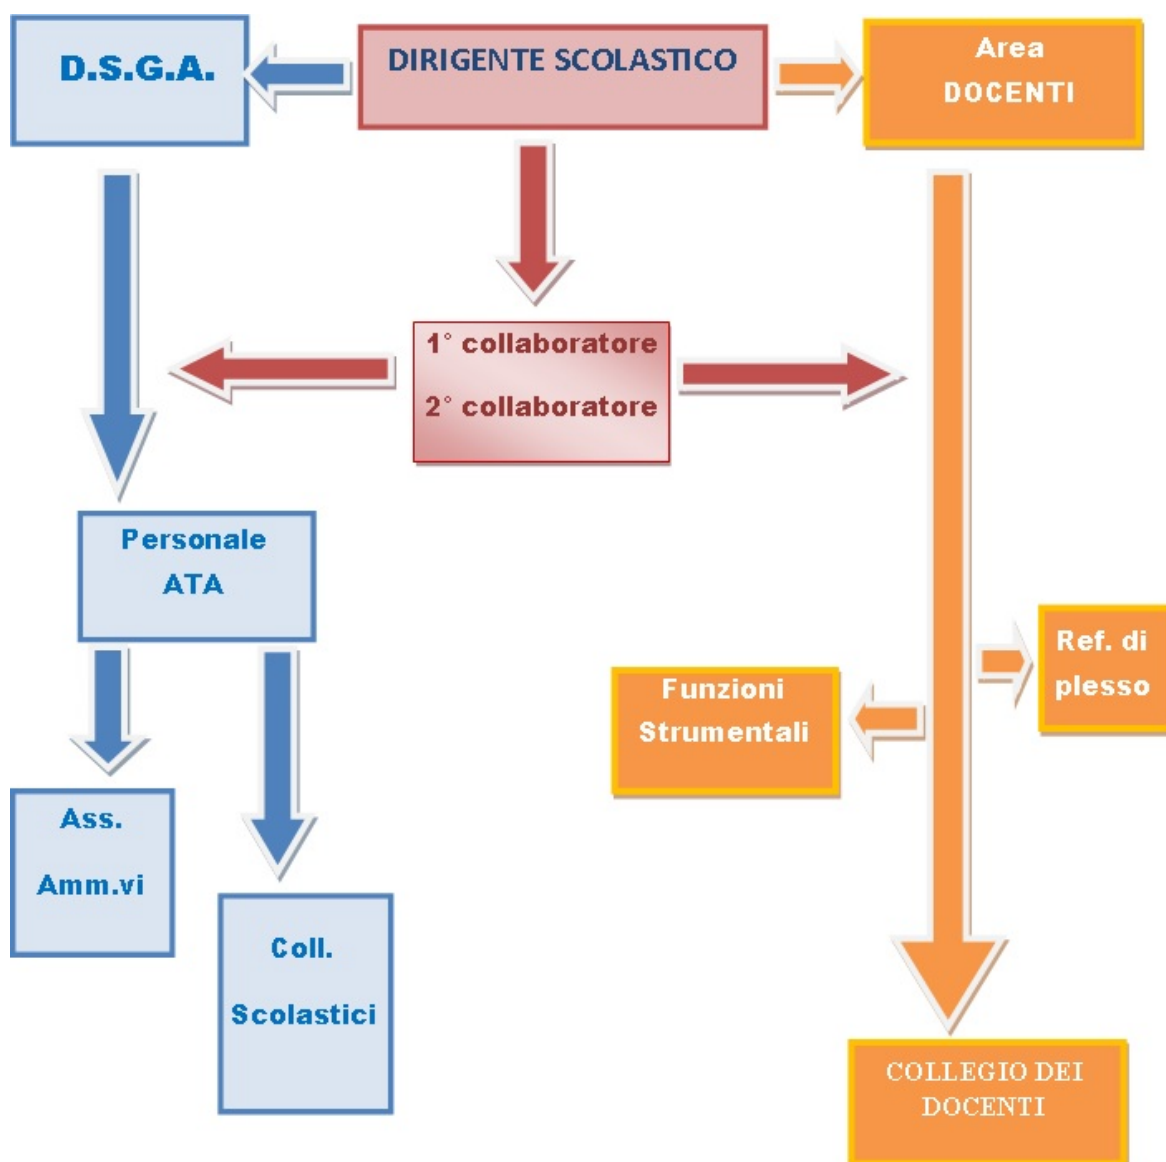 D.S.G.A.
DIRIGENTE SCOLASTICO
Area
DOCENTI
1° collaboratore
2° collaboratore
Personale
ATA
Ref. di
plesso
Funzioni
Strumentali
Ass.
Amm.vi
Coll.
Scolastici
COLLEGIO DEI
DOCENTI